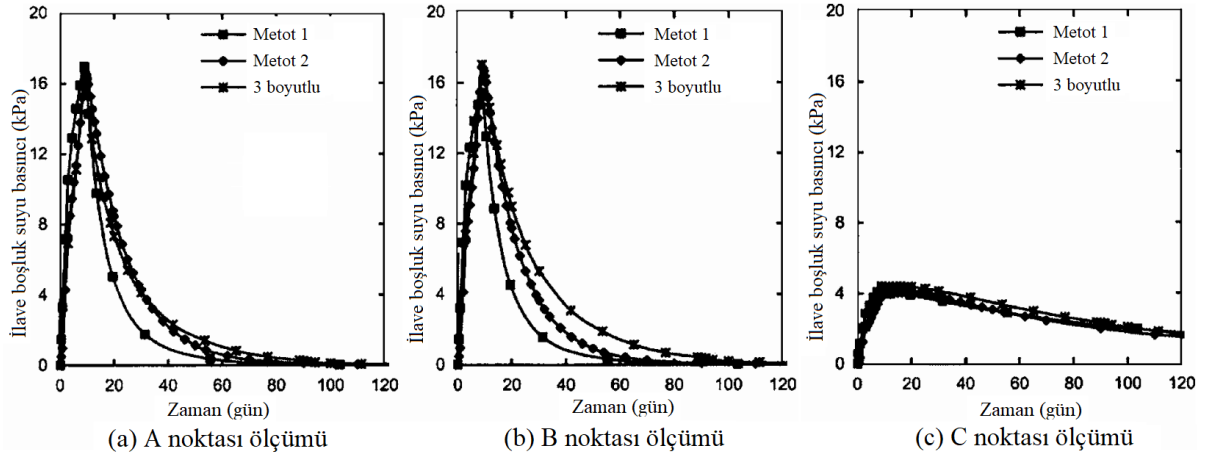 İlave boşluk suyu basıncı (kPa)
20
16
12
8
4
0
Metot 1
Metot 2
3 boyutlu
0 20 40 60 80 100 120
Zaman (gün)
(a) A noktası ölçümü
İlave boşluk suyu basıncı (kPa)
20
16
12
8
4
0
Metot 1
Metot 2
3 boyutlu
0 20 40 60 80 100 120
Zaman (gün)
(b) B noktası ölçümü
İlave boşluk suyu basıncı (kPa)
20
16
12
8
4
0
Metot 1
Metot 2
3 boyutlu
0 20 40 60 80 100 120
Zaman (gün)
(c) C noktası ölçümü